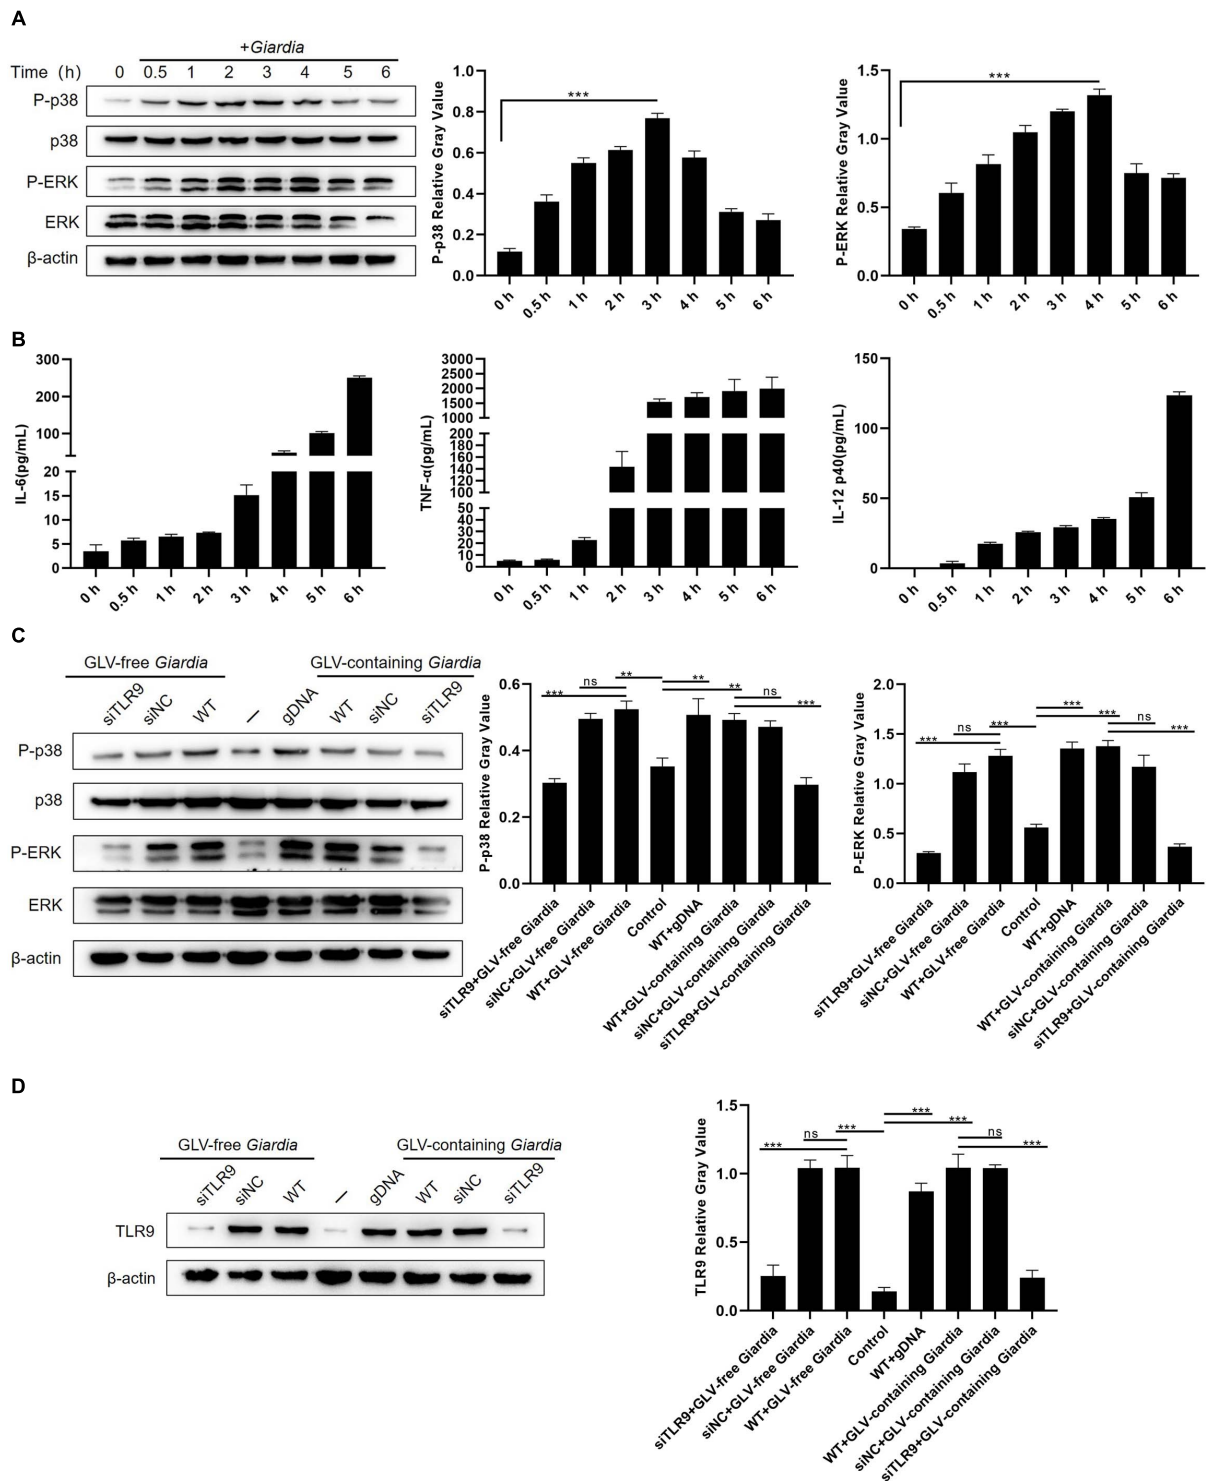 A
+Giardia
Time (h) 0 0.5 1 2 3 4 5 6
P-p38
p38
P-ERK
ERK
β-actin
P-p38 Relative Gray Value
1.0
0.8
0.6
0.4
0.2
0.0
***
0 h 0.5 h 1 h 2 h 3 h 4 h 5 h 6 h
P-ERK Relative Gray Value
1.5
1.0
0.5
0.0
***
0 h 0.5 h 1 h 2 h 3 h 4 h 5 h 6 h
B
IL-6(pg/mL)
300
200
100
20
15
10
5
0
0 h 0.5 h 1 h 2 h 3 h 4 h 5 h 6 h
TNF-α(pg/mL)
3000
2500
2000
1500
1000
200
180
160
140
120
100
50
40
30
20
10
0
0 h 0.5 h 1 h 2 h 3 h 4 h 5 h 6 h
IL-12 p40(pg/mL)
150
100
50
0
0 h 0.5 h 1 h 2 h 3 h 4 h 5 h 6 h
C
GLV-free Giardia GLV-containing Giardia
siTLR9 siNC WT — gDNA WT siNC siTLR9
P-p38
p38
P-ERK
ERK
β-actin
P-p38 Relative Gray Value
0.6
0.4
0.2
0.0
*** ns ** ** ** ns ***
siTLR9+GLV-free Giardia
siNC+GLV-free Giardia
WT+GLV-free Giardia
Control
WT+gDNA
WT+GLV-containing Giardia
siNC+GLV-containing Giardia
siTLR9+GLV-containing Giardia
P-ERK Relative Gray Value
2.0
1.5
1.0
0.5
0.0
*** ns *** *** *** ns ***
siTLR9+GLV-free Giardia
siNC+GLV-free Giardia
WT+GLV-free Giardia
Control
WT+gDNA
WT+GLV-containing Giardia
siNC+GLV-containing Giardia
siTLR9+GLV-containing Giardia
D
GLV-free Giardia GLV-containing Giardia
siTLR9 siNC WT — gDNA WT siNC siTLR9
TLR9
β-actin
TLR9 Relative Gray Value
1.5
1.0
0.5
0.0
*** ns *** *** *** ns ***
siTLR9+GLV-free Giardia
siNC+GLV-free Giardia
WT+GLV-free Giardia
Control
WT+gDNA
WT+GLV-containing Giardia
siNC+GLV-containing Giardia
siTLR9+GLV-containing Giardia